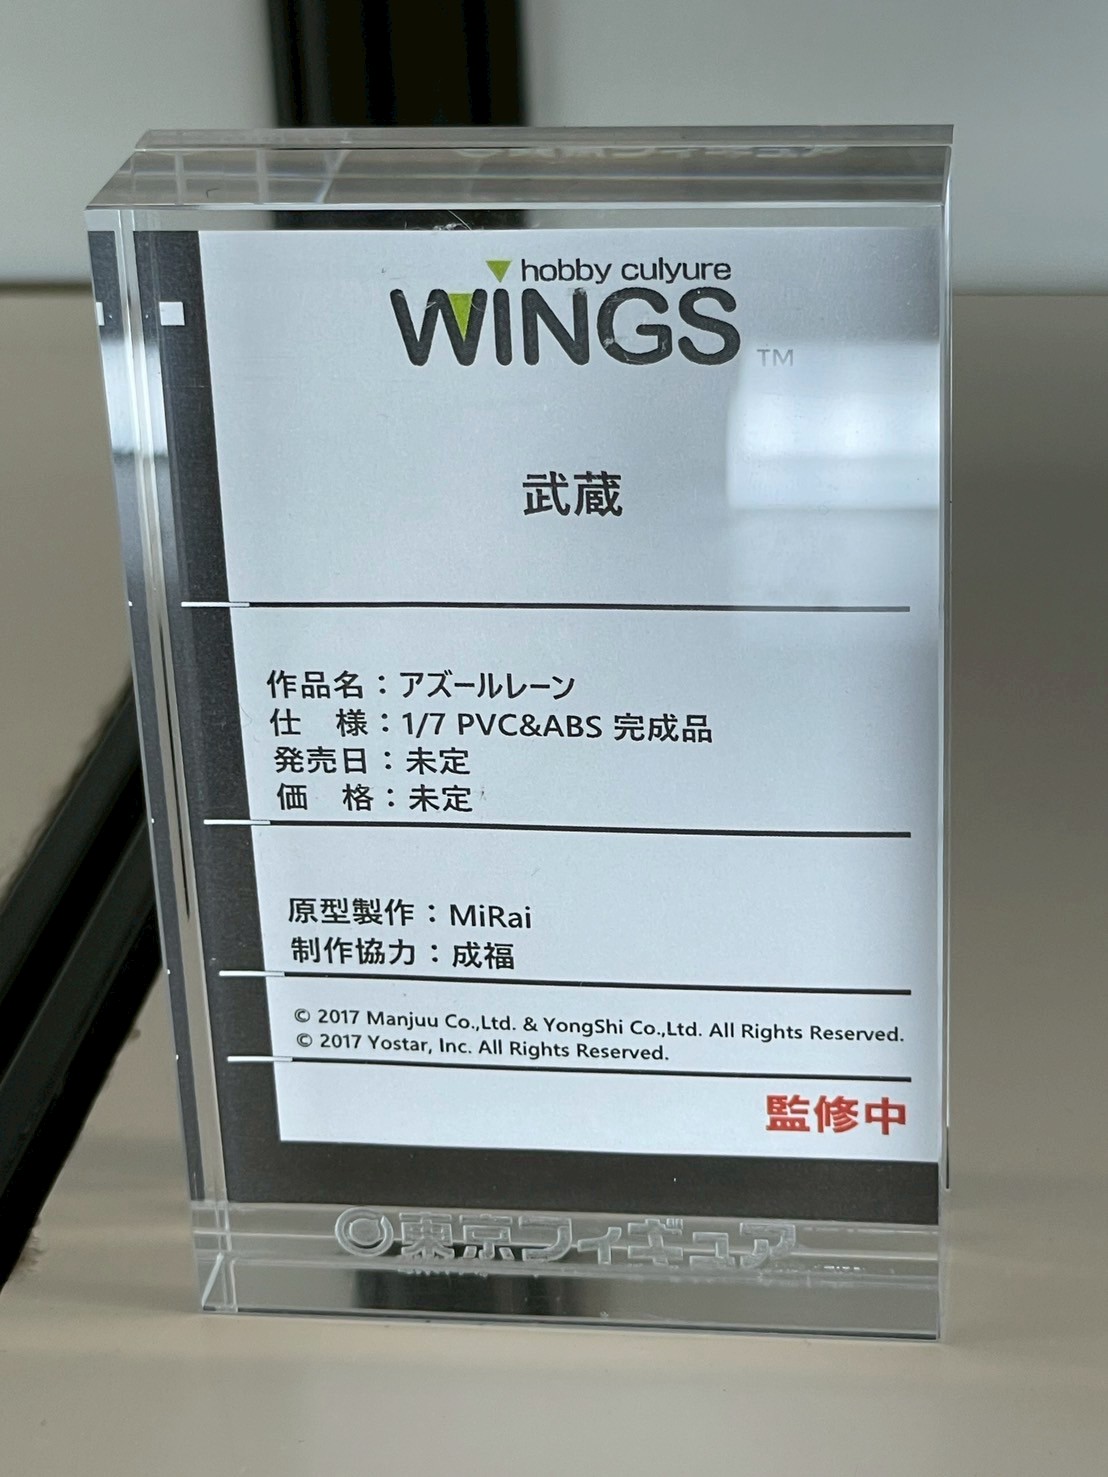 hobby culyure
WiNGS
TM
武蔵
作品名：アズールレーン
仕　様：1/7 PVC&ABS 完成品
発売日：未定
価　格：未定
原型製作：MiRai
制作協力：成福
© 2017 Manjuu Co.,Ltd. & YongShi Co.,Ltd. All Rights Reserved.
© 2017 Yostar, Inc. All Rights Reserved.
監修中
東京フィギュア